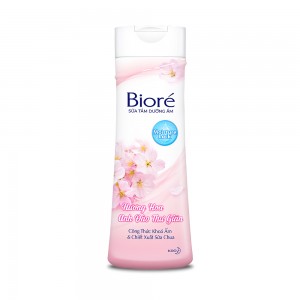 Bioré
SỮA TẮM DƯỠNG ẨM
Hương Hoa
Anh Đào Thư Giãn
Công Thức Khoá Ẩm
& Chiết Xuất Sữa Chua
Kao